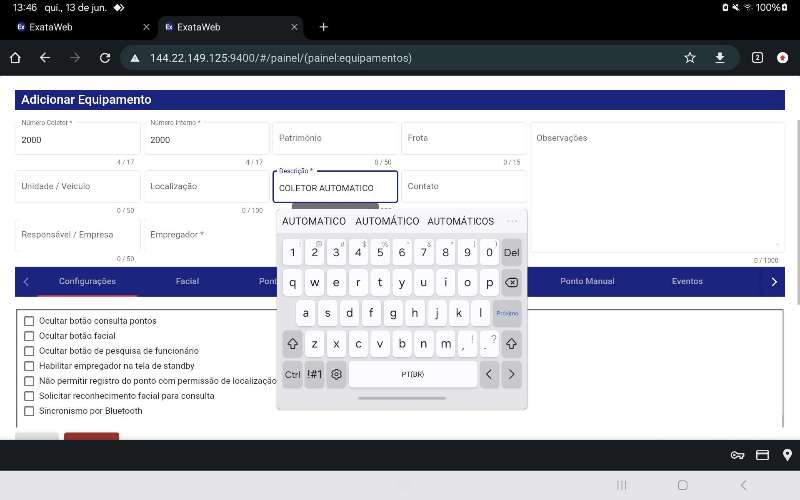 13:46 qui., 13 de jun.
100%
ExataWeb
ExataWeb
144.22.149.125:9400/#/painel/(painel:equipamentos)
2
Adicionar Equipamento
Número Coletor *
2000
4 / 17
Número Interno *
2000
4 / 17
Patrimônio
0 / 50
Frota
0 / 15
Observações
0 / 1000
Unidade / Veículo
0 / 50
Localização
0 / 100
Descrição *
COLETOR AUTOMATICO
Contato
Responsável / Empresa
0 / 50
Empregador *
AUTOMATICO AUTOMÁTICO AUTOMÁTICOS ...
1 2 3 4 5 6 7 8 9 0 Del
q w e r t y u i o p
a s d f g h j k l Próximo
z x c v b n m , ! . ?
Ctrl !#1 PT(BR) < >
Configurações Facial Pont Ponto Manual Eventos
Ocultar botão consulta pontos
Ocultar botão facial
Ocultar botão de pesquisa de funcionário
Habilitar empregador na tela de standby
Não permitir registro do ponto com permissão de localização
Solicitar reconhecimento facial para consulta
Sincronismo por Bluetooth